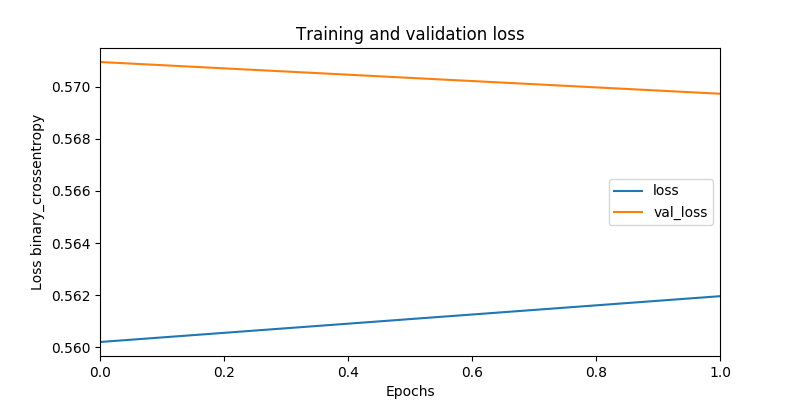 Training and validation loss
Loss binary_crossentropy
0.570
0.568
0.566
0.564
0.562
0.560
loss
val_loss
0.0
0.2
0.4
0.6
0.8
1.0
Epochs